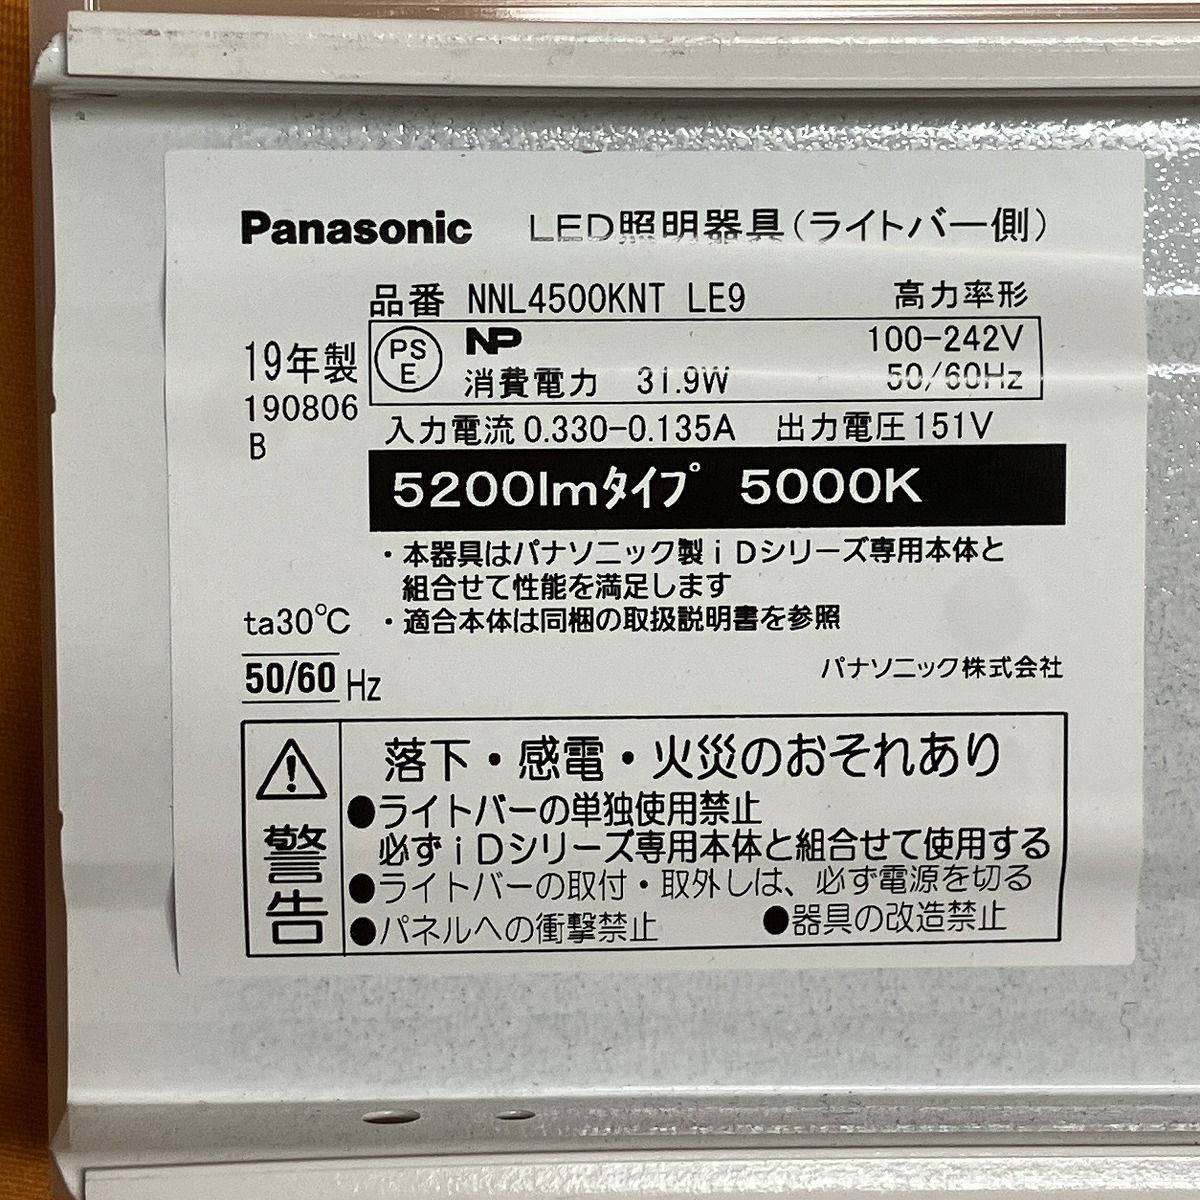 Panasonic LED照明器具(ライトバー側)
品番 NNL4500KNT LE9 高力率形
19年製
190806
B
PS
E
NP 100-242V
消費電力 31.9W 50/60Hz
入力電流0.330-0.135A 出力電圧151V
5200lmタイプ 5000K
・本器具はパナソニック製iDシリーズ専用本体と
組合せて性能を満足します
・適合本体は同梱の取扱説明書を参照
ta30℃
50/60 Hz
パナソニック株式会社
警告
落下・感電・火災のおそれあり
●ライトバーの単独使用禁止
必ずiDシリーズ専用本体と組合せて使用する
●ライトバーの取付・取外しは、必ず電源を切る
●パネルへの衝撃禁止 ●器具の改造禁止